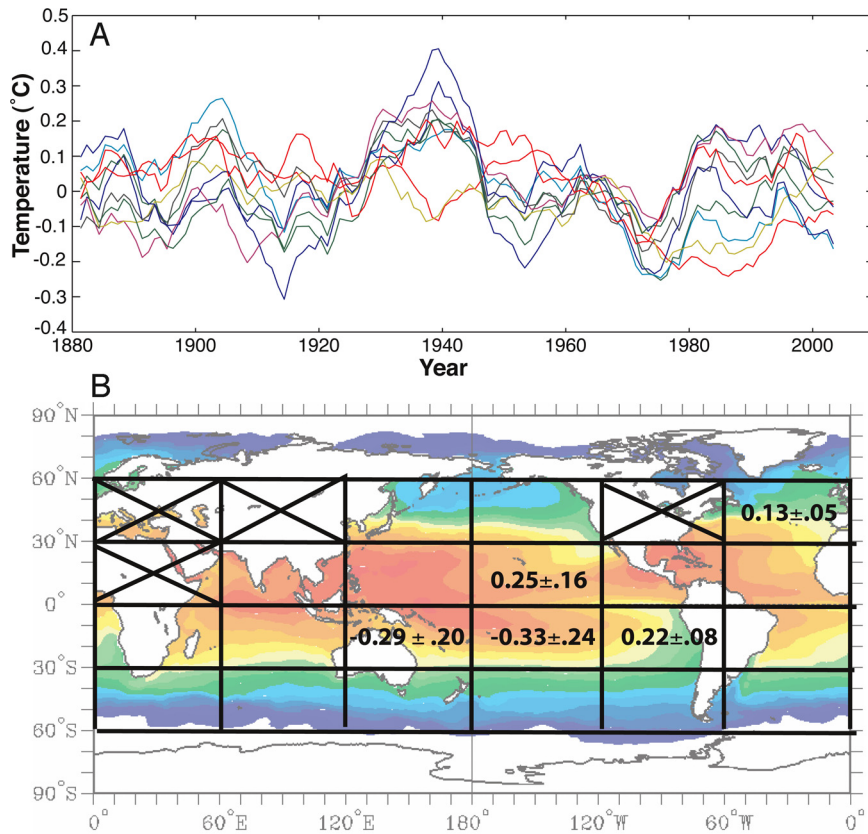 A
Temperature (˚C)
0.5
0.4
0.3
0.2
0.1
0
-0.1
-0.2
-0.3
-0.4
1880 1900 1920 1940 1960 1980 2000
Year
B
90°N
60°N
30°N
0°
30°S
60°S
90°S
0.13±.05
0.25±.16
-0.29 ± .20 -0.33±.24 0.22±.08
0° 60°E 120°E 180° 120°W 60°W 0°